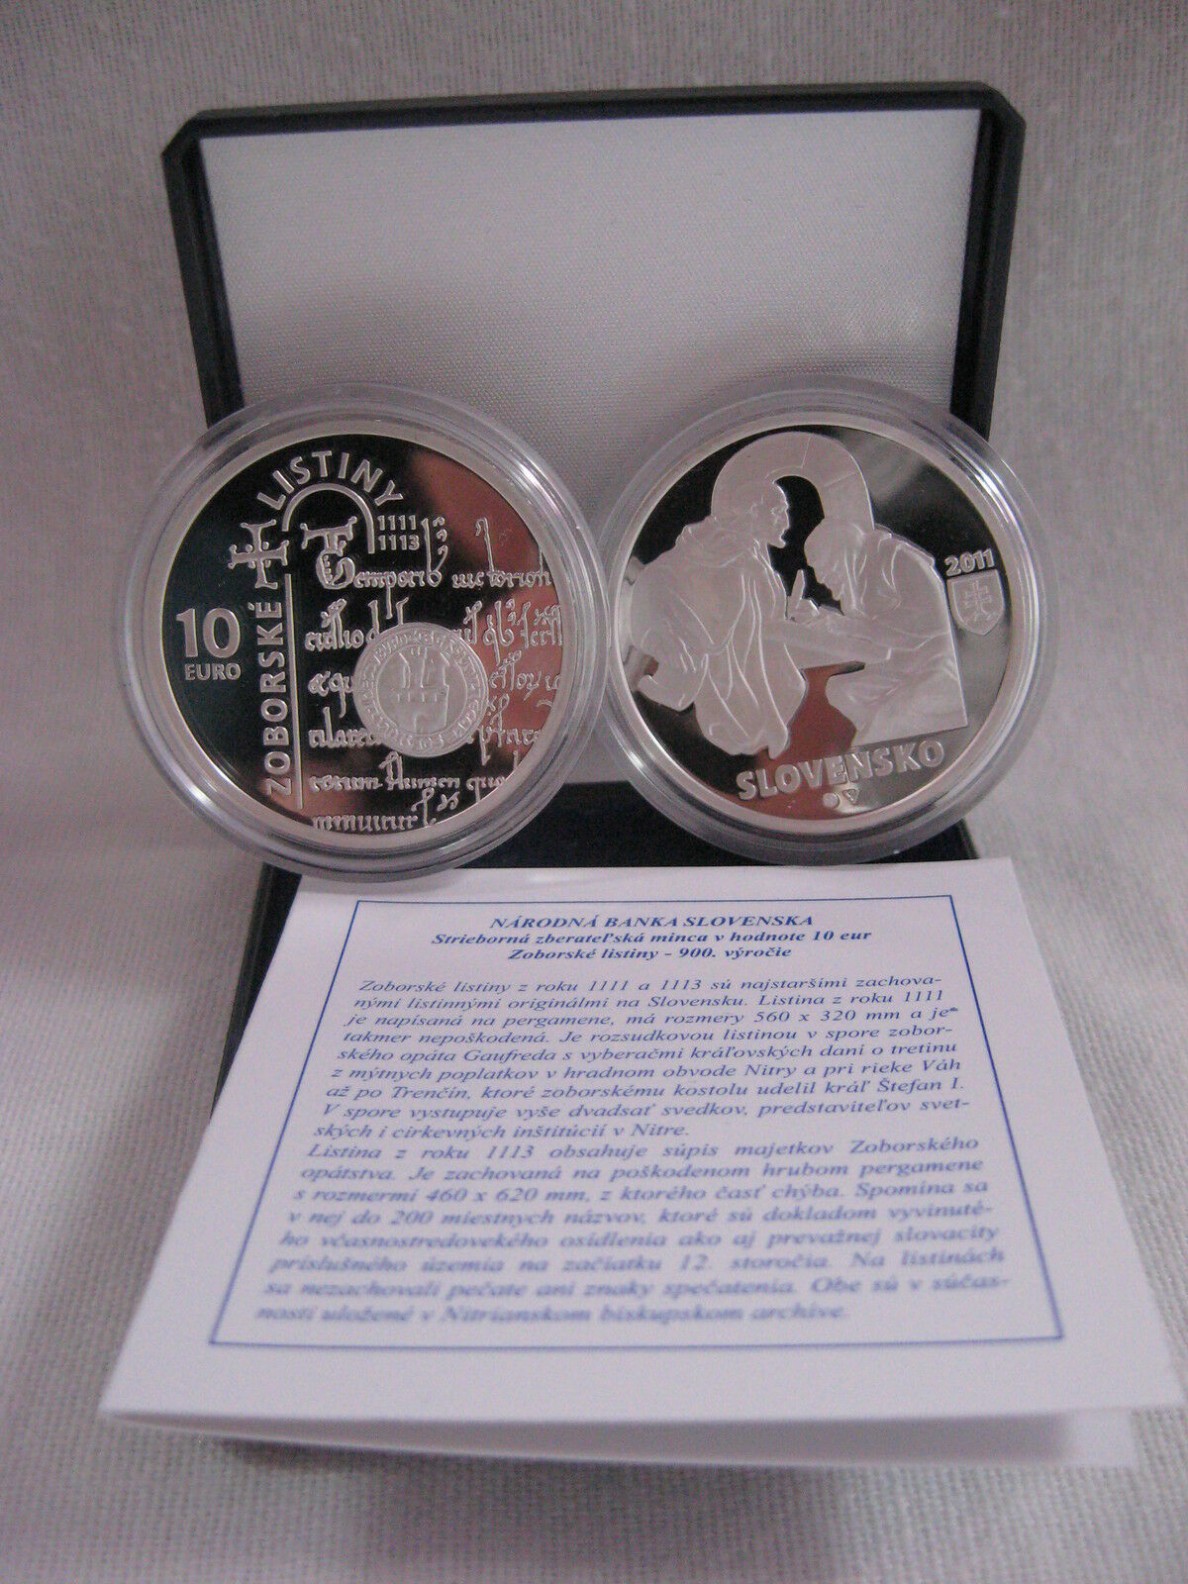 LISTINY
1111
1113
10
EURO
ZOBORSKÉ
Temporib
2011
SLOVENSKO
NÁRODNÁ BANKA SLOVENSKA
Strieborná zberateľská minca v hodnote 10 eur
Zoborské listiny - 900. výročie
Zoborské listiny z roku 1111 a 1113 sú najstaršími zachova-
nými listinnými originálmi na Slovensku. Listina z roku 1111
je napísaná na pergamene, má rozmery 560 x 320 mm a je
takmer nepoškodená. Je rozsudkovou listinou v spore zobor-
ského opáta Gaufreda s vyberačmi kráľovských daní o tretinu
z mýtnych poplatkov v hradnom obvode Nitry a pri rieke Váh
až po Trenčín, ktoré zoborskému kostolu udelil kráľ Štefan I.
V spore vystupuje vyše dvadsať svedkov, predstaviteľov svet-
ských i cirkevných inštitúcií v Nitre.
Listina z roku 1113 obsahuje súpis majetkov Zoborského
opátstva. Je zachovaná na poškodenom hrubom pergamene
s rozmermi 460 x 620 mm, z ktorého časť chýba. Spomína sa
v nej do 200 miestnych názvov, ktoré sú dokladom vyvinuté-
ho včasnostredovekého osídlenia ako aj prevažnej slovacity
príslušného územia na začiatku 12. storočia. Na listinách
sa nezachovali pečate ani znaky spečatenia. Obe sú v súčas-
nosti uložené v Nitrianskom biskupskom archíve.